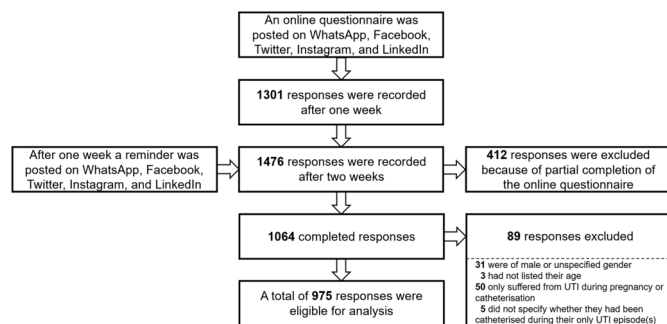 An online questionnaire was
posted on WhatsApp, Facebook,
Twitter, Instagram, and LinkedIn
1301 responses were recorded
after one week
After one week a reminder was
posted on WhatsApp, Facebook,
Twitter, Instagram, and LinkedIn
1476 responses were recorded
after two weeks
412 responses were excluded
because of partial completion of
the online questionnaire
1064 completed responses
89 responses excluded
31 were of male or unspecified gender
3 had not listed their age
50 only suffered from UTI during pregnancy or
catheterisation
5 did not specify whether they had been
catheterised during their only UTI episode(s)
A total of 975 responses were
eligible for analysis